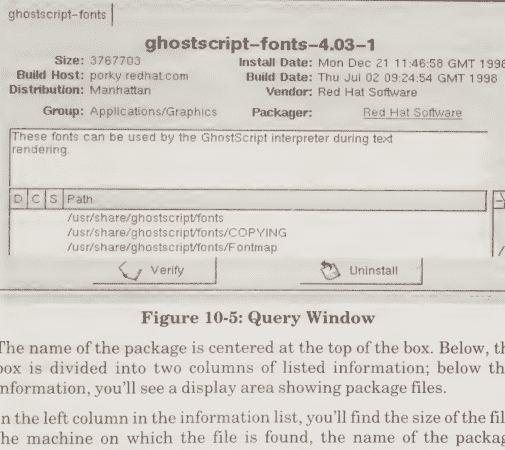 ghostscript-fonts
ghostscript-fonts-4.03-1
Size: 3767703 Install Date: Mon Dec 21 11:46:58 GMT 1998
Build Host: porky.redhat.com Build Date: Thu Jul 02 09:24:54 GMT 1998
Distribution: Manhattan Vendor: Red Hat Software
Group: Applications/Graphics Packager: Red Hat Software
These fonts can be used by the GhostScript interpreter during text
rendering.
D C S Path
/usr/share/ghostscript/fonts
/usr/share/ghostscript/fonts/COPYING
/usr/share/ghostscript/fonts/Fontmap
Verify Uninstall
Figure 10-5: Query Window
The name of the package is centered at the top of the box. Below, th
box is divided into two columns of listed information; below the
information, you'll see a display area showing package files.
In the left column in the information list, you'll find the size of the fil
the machine on which the file is found, the name of the packag